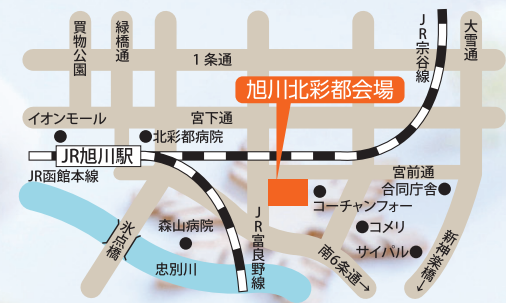 買物公園
緑橋通
JR宗谷線
大雪通
1条通
旭川北彩都会場
イオンモール
宮下通
北彩都病院
JR旭川駅
JR函館本線
宮前通
合同庁舎
コーチャンフォー
氷点橋
森山病院
JR富良野線
コメリ
サイパル
新神楽橋↓
忠別川
南6条通→